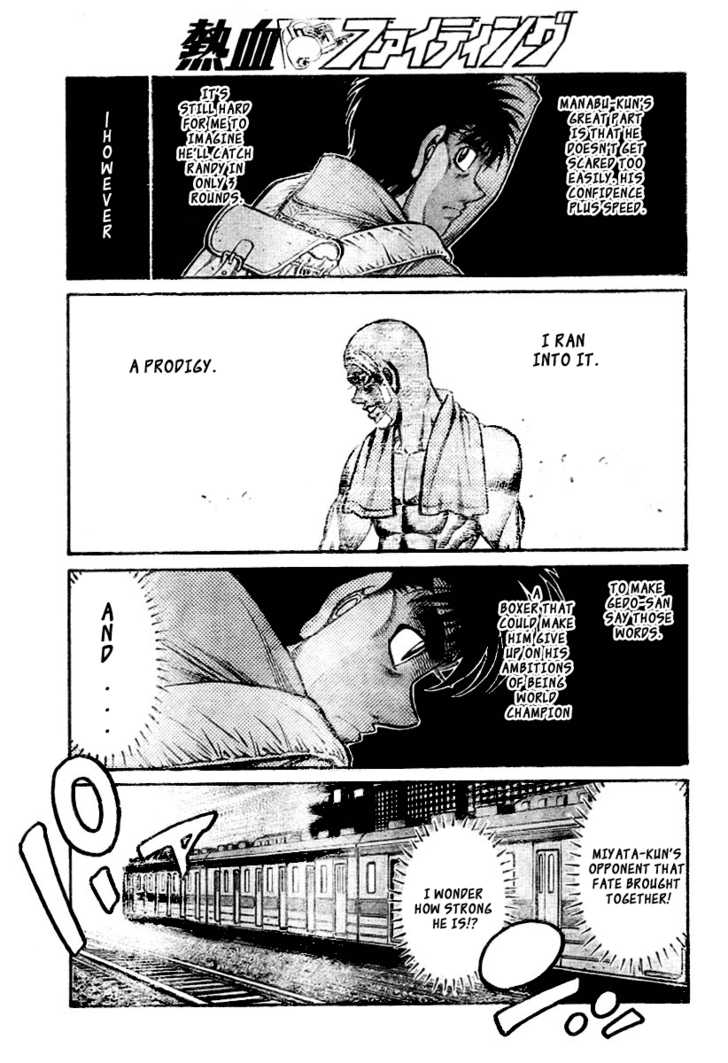 熱血
ファイティング
MANABU-KUN'S
GREAT PART
IS THAT HE
DOESN'T GET
SCARED TOO
EASILY. HIS
CONFIDENCE
PLUS SPEED.
IT'S
STILL HARD
FOR ME TO
IMAGINE
HE'LL CATCH
RANDY IN
ONLY 3
ROUNDS.
IHOWEVER
I RAN
INTO IT.
A PRODIGY.
TO MAKE
GEDO-SAN
SAY THOSE
WORDS.
A
BOXER THAT
COULD MAKE
HIM GIVE
UP ON HIS
AMBITIONS
OF BEING
WORLD
CHAMPION
AND ....
MIYATA-KUN'S
OPPONENT THAT
FATE BROUGHT
TOGETHER!
I WONDER
HOW STRONG
HE IS!?